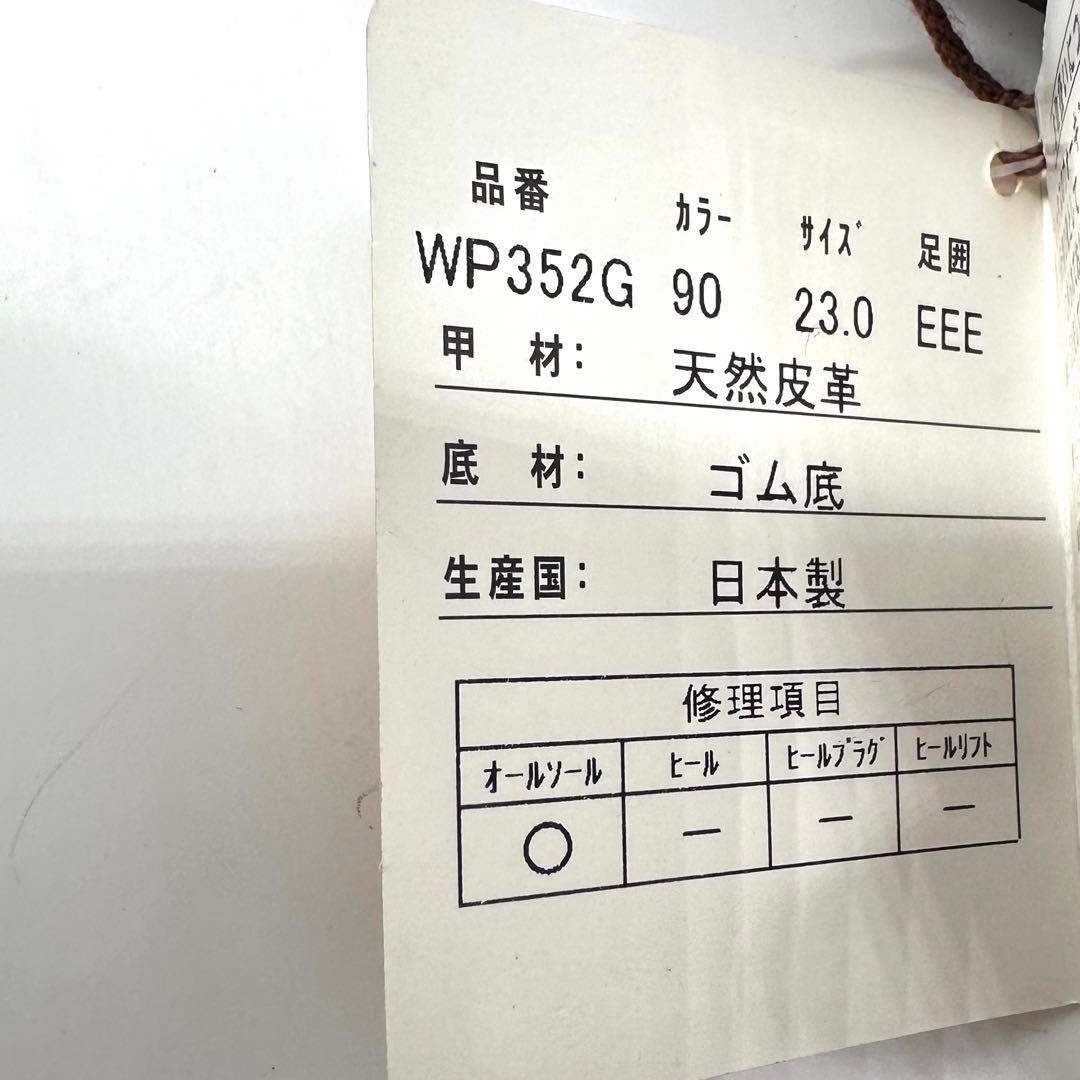 品番 ｶﾗｰ ｻｲｽﾞ 足囲
WP352G 90 23.0 EEE
甲 材: 天然皮革
底 材: ゴム底
生産国: 日本製
修理項目
ｵｰﾙｿｰﾙ ﾋｰﾙ ﾋｰﾙﾌﾟﾗｸﾞ ﾋｰﾙﾘﾌﾄ
○ － － －